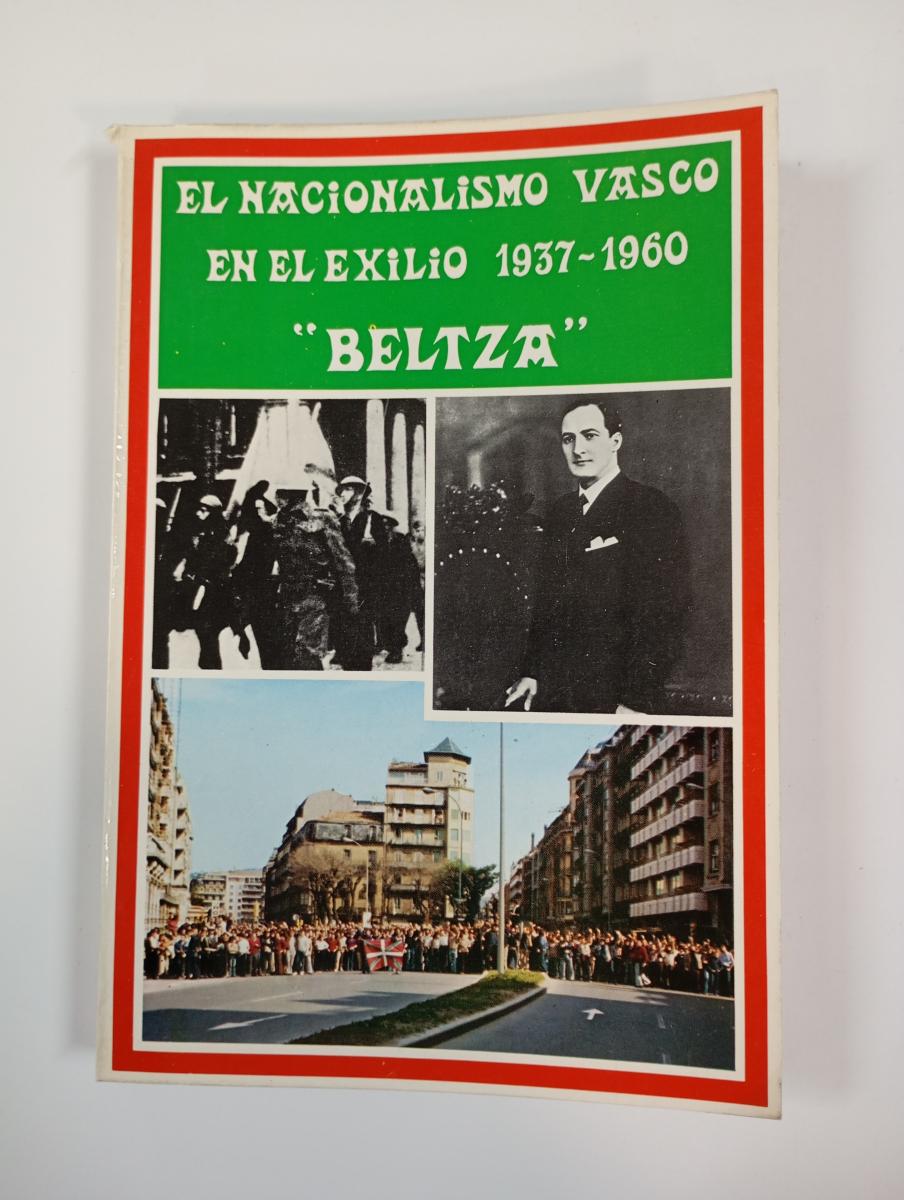 EL NACiONALiSMO VASCO
EN EL EXiLiO 1937-1960
"BELTZA"